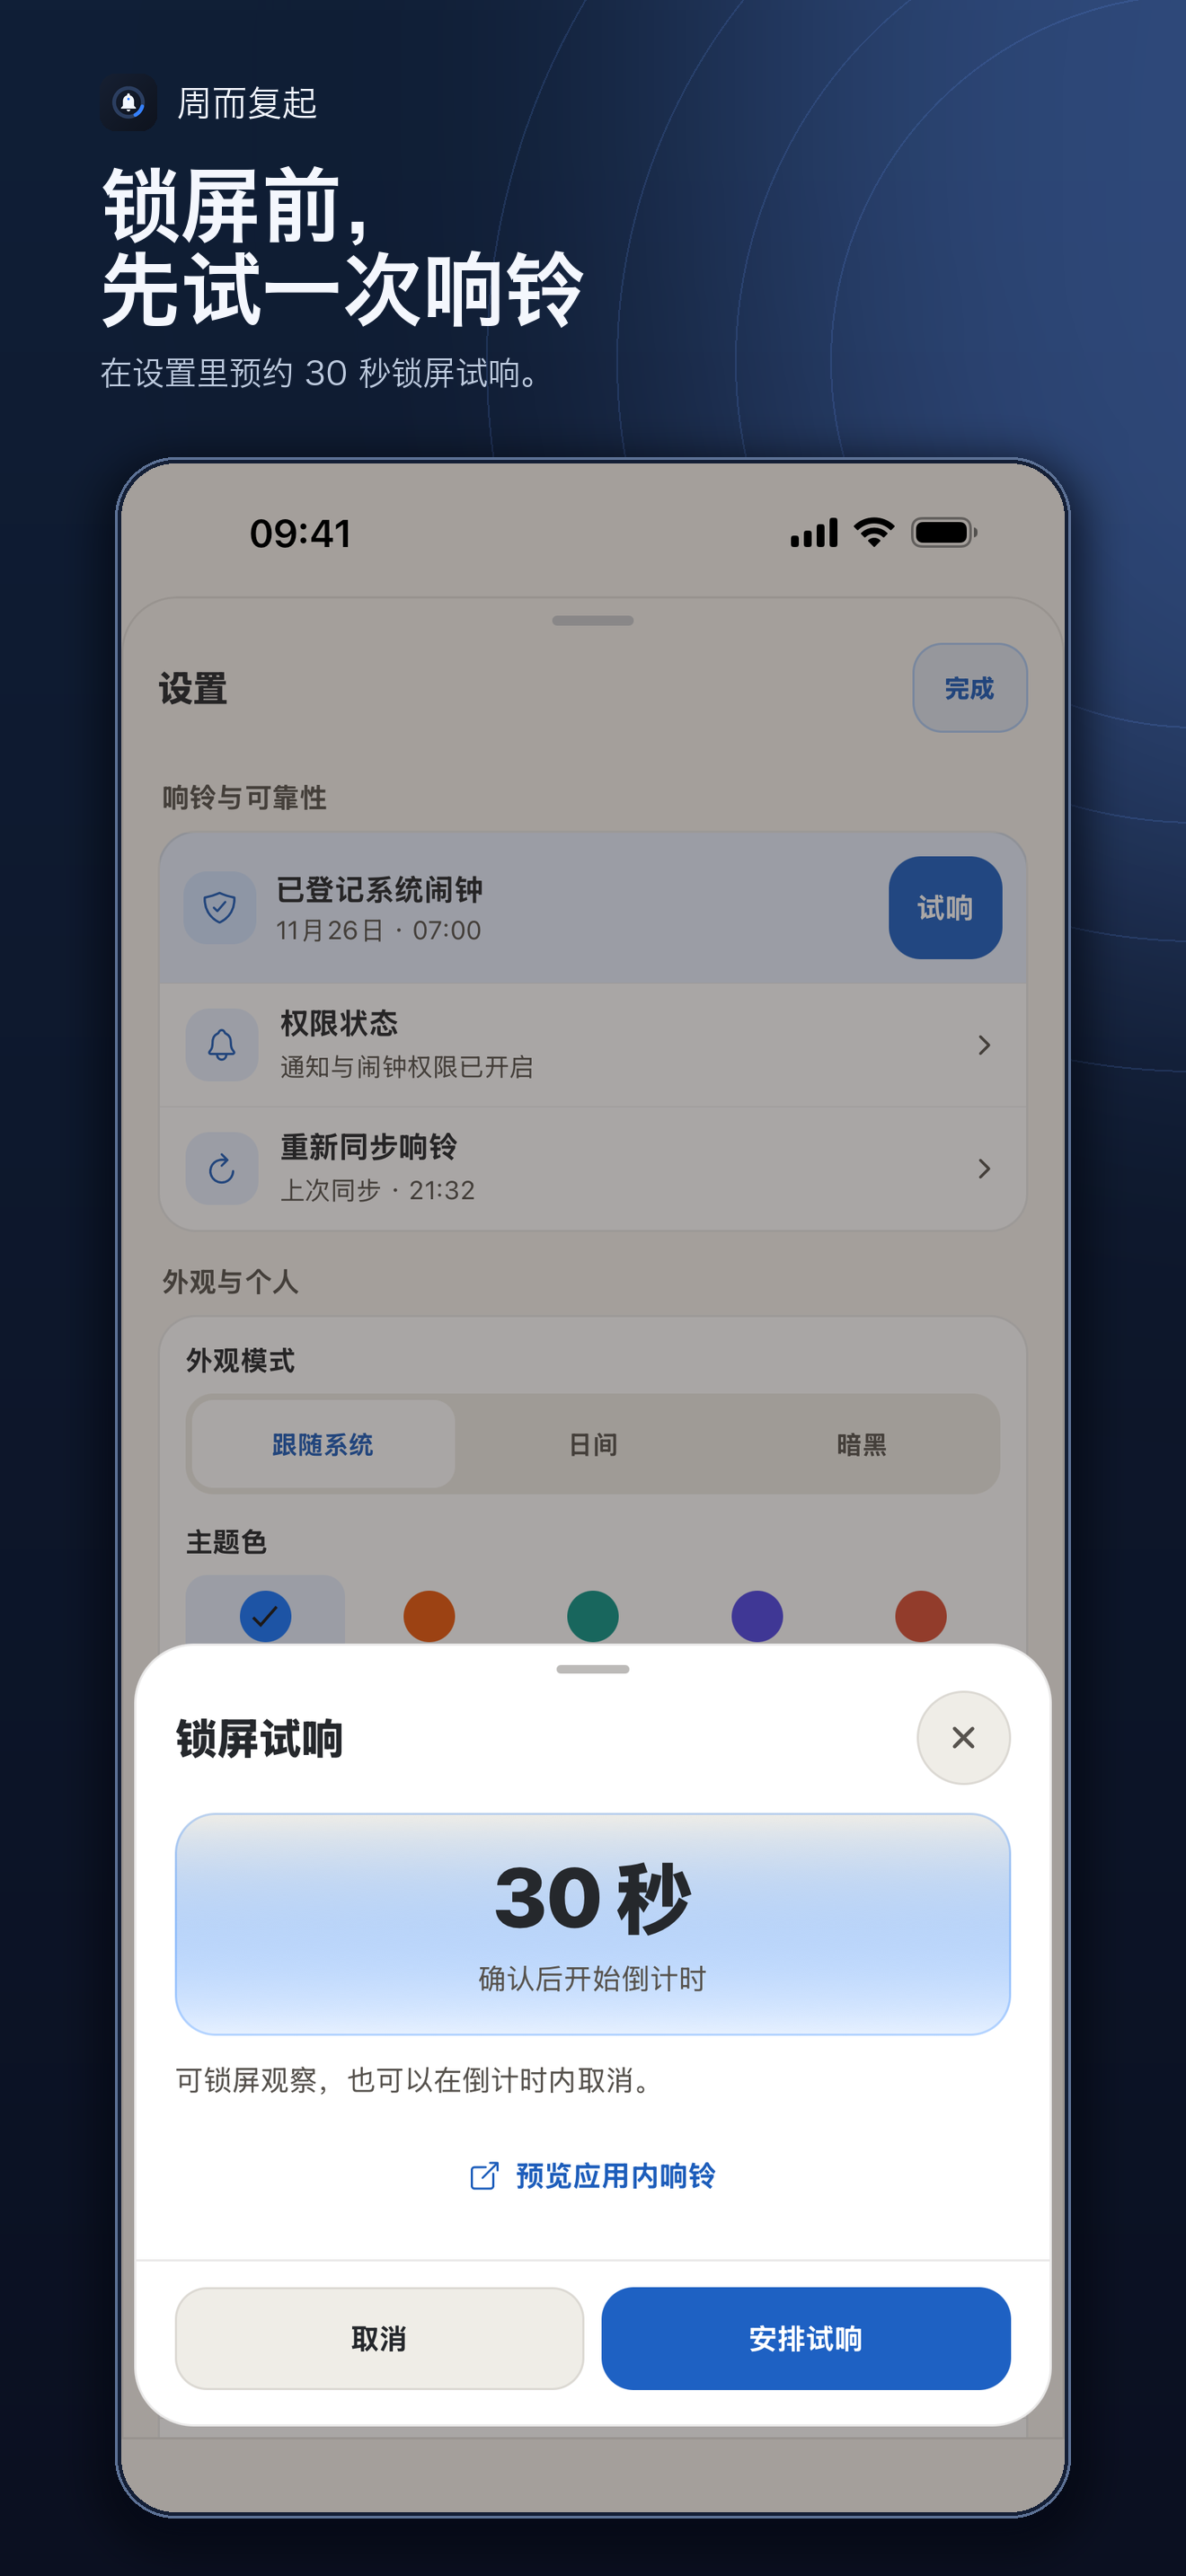 周而复起
锁屏前，
先试一次响铃
在设置里预约 30 秒锁屏试响。
09:41
设置
完成
响铃与可靠性
已登记系统闹钟
11月26日 · 07:00
试响
权限状态
通知与闹钟权限已开启
重新同步响铃
上次同步 · 21:32
外观与个人
外观模式
跟随系统
日间
暗黑
主题色
锁屏试响
30 秒
确认后开始倒计时
可锁屏观察，也可以在倒计时内取消。
预览应用内响铃
取消
安排试响